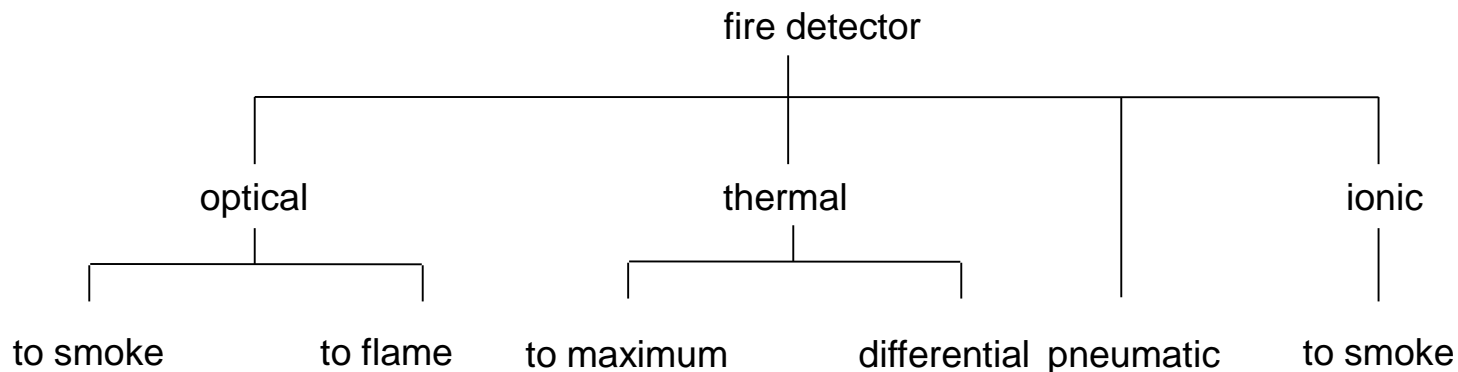 fire detector
optical thermal ionic
to smoke to flame to maximum differential pneumatic to smoke